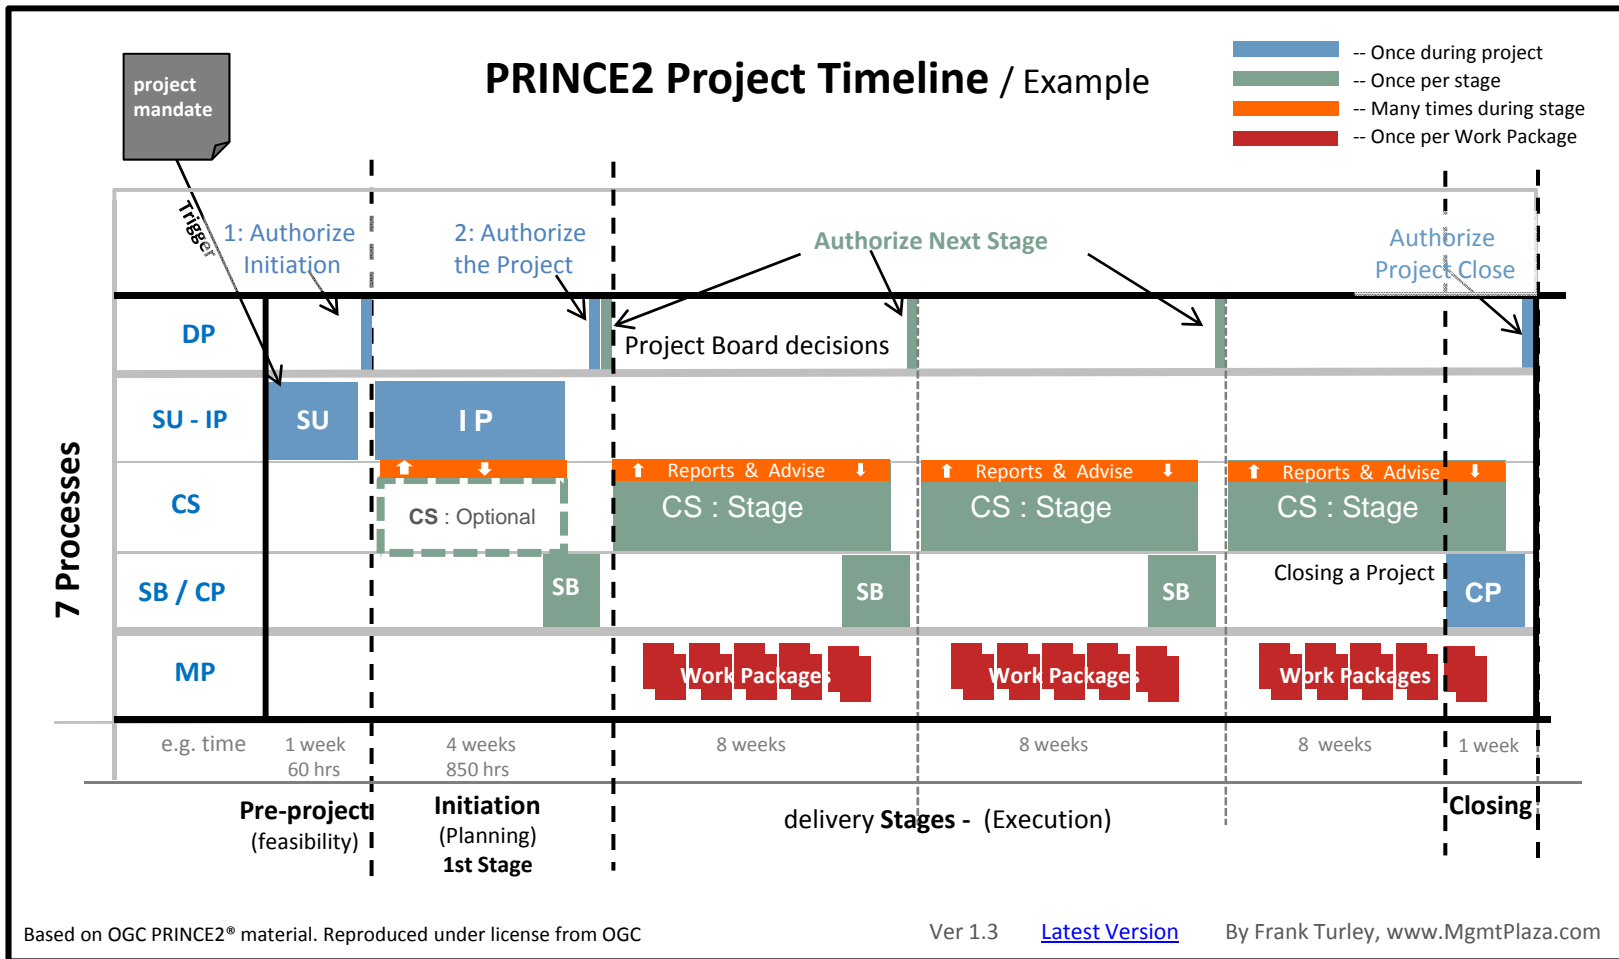 PRINCE2 Project Timeline / Example
-- Once during project
-- Once per stage
-- Many times during stage
-- Once per Work Package
project
mandate
Trigger
1: Authorize
Initiation
2: Authorize
the Project
Authorize Next Stage
Authorize
Project Close
7 Processes
DP
Project Board decisions
SU - IP
SU
I P
CS
Reports & Advise
Reports & Advise
Reports & Advise
CS : Optional
CS : Stage
CS : Stage
CS : Stage
SB / CP
SB
SB
SB
Closing a Project
CP
MP
Work Packages
Work Packages
Work Packages
e.g. time
1 week
60 hrs
4 weeks
850 hrs
8 weeks
8 weeks
8 weeks
1 week
Pre-project
(feasibility)
Initiation
(Planning)
1st Stage
delivery Stages - (Execution)
Closing
Based on OGC PRINCE2® material. Reproduced under license from OGC
Ver 1.3
Latest Version
By Frank Turley, www.MgmtPlaza.com